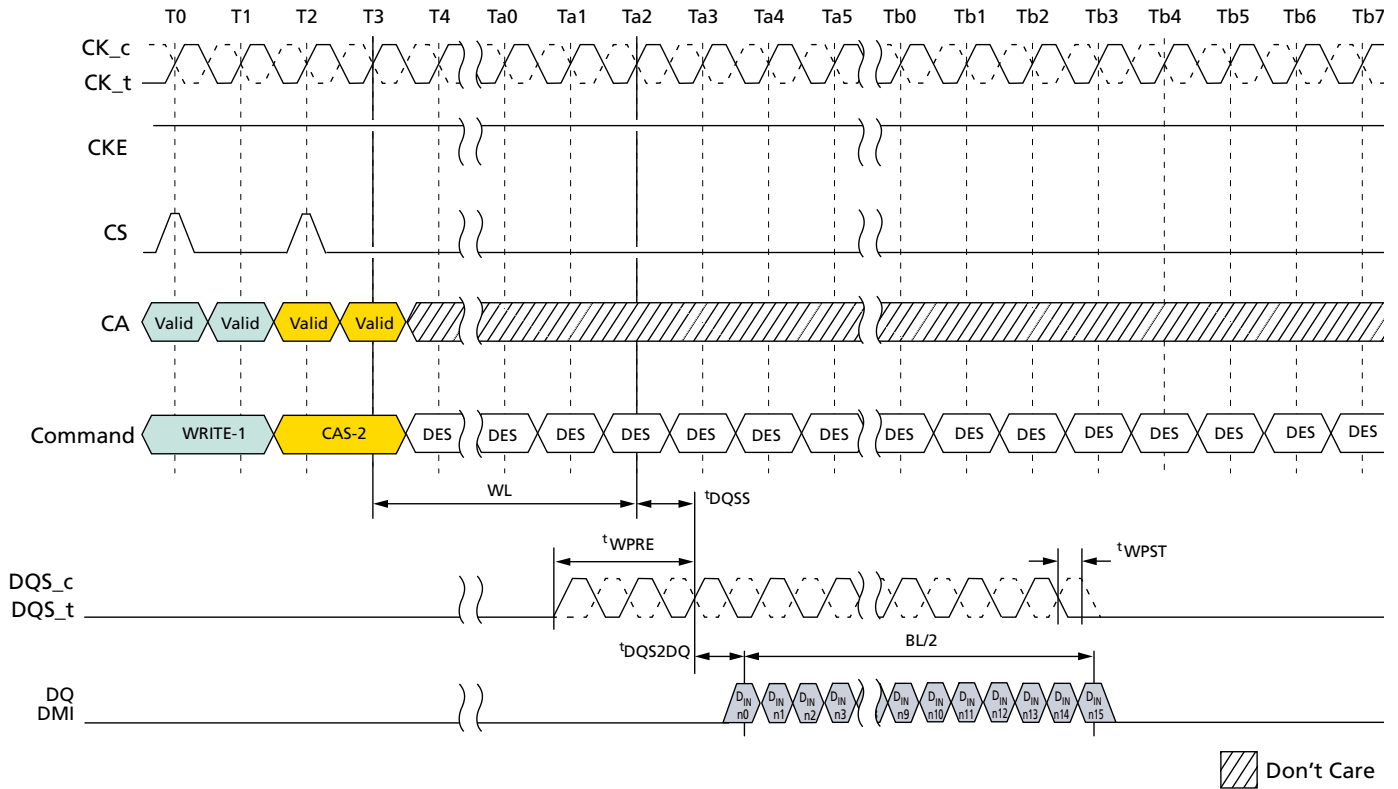 T0 T1 T2 T3 T4 Ta0 Ta1 Ta2 Ta3 Ta4 Ta5 Tb0 Tb1 Tb2 Tb3 Tb4 Tb5 Tb6 Tb7
CK_c
CK_t
CKE
CS
CA Valid Valid Valid Valid
Command WRITE-1 CAS-2 DES DES DES DES DES DES DES DES DES DES DES DES DES DES DES
WL tDQSS
tWPRE tWPST
DQS_c
DQS_t
tDQS2DQ BL/2
DQ
DMI
DIN n0 DIN n1 DIN n2 DIN n3 DIN n9 DIN n10 DIN n11 DIN n12 DIN n13 DIN n14 DIN n15
Don't Care